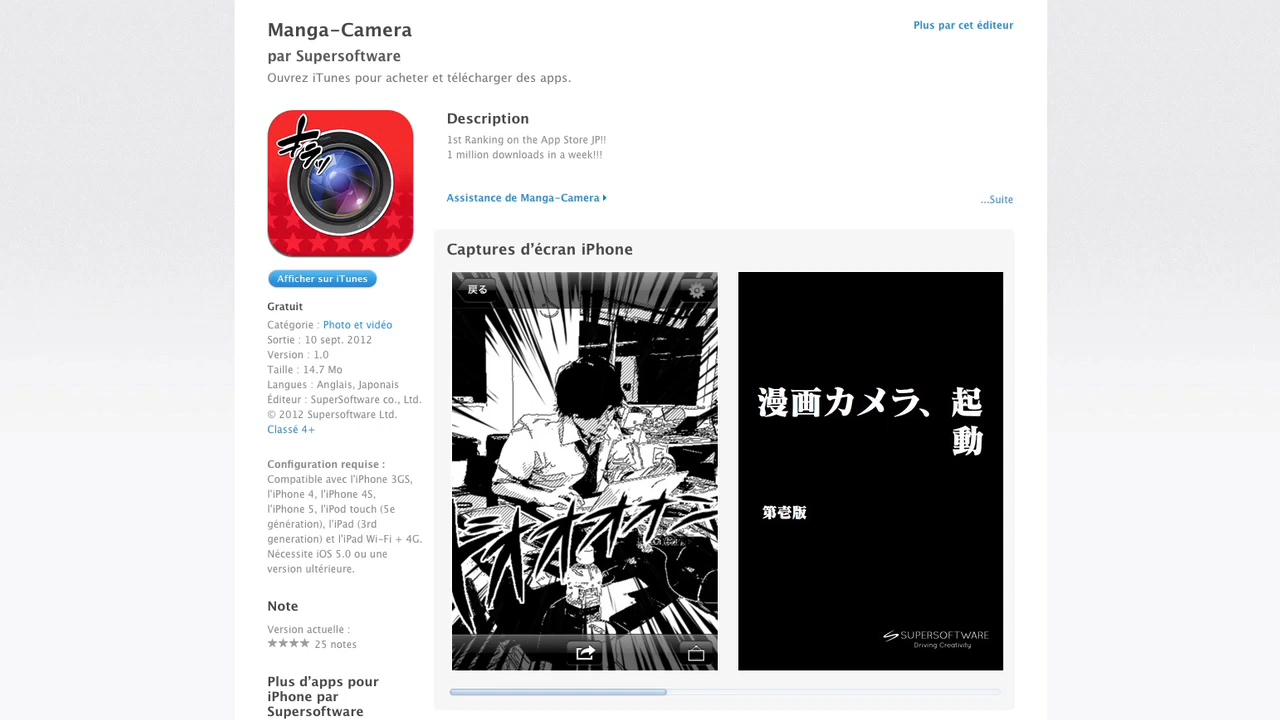 Manga-Camera
Plus par cet éditeur
par Supersoftware
Ouvrez iTunes pour acheter et télécharger des apps.
Description
1st Ranking on the App Store JP!!
1 million downloads in a week!!!
Assistance de Manga-Camera
...Suite
Afficher sur iTunes
Gratuit
Catégorie : Photo et vidéo
Sortie : 10 sept. 2012
Version : 1.0
Taille : 14.7 Mo
Langues : Anglais, Japonais
Éditeur : SuperSoftware co., Ltd.
© 2012 Supersoftware Ltd.
Classé 4+
Configuration requise :
Compatible avec l'iPhone 3GS,
l'iPhone 4, l'iPhone 4S,
l'iPhone 5, l'iPod touch (5e
génération), l'iPad (3rd
generation) et l'iPad Wi-Fi + 4G.
Nécessite iOS 5.0 ou une
version ultérieure.
Note
Version actuelle :
25 notes
Plus d'apps pour
iPhone par
Supersoftware
Captures d'écran iPhone
戻る
漫画カメラ、起
動
第壱版
SUPERSOFTWARE
Driving Creativity